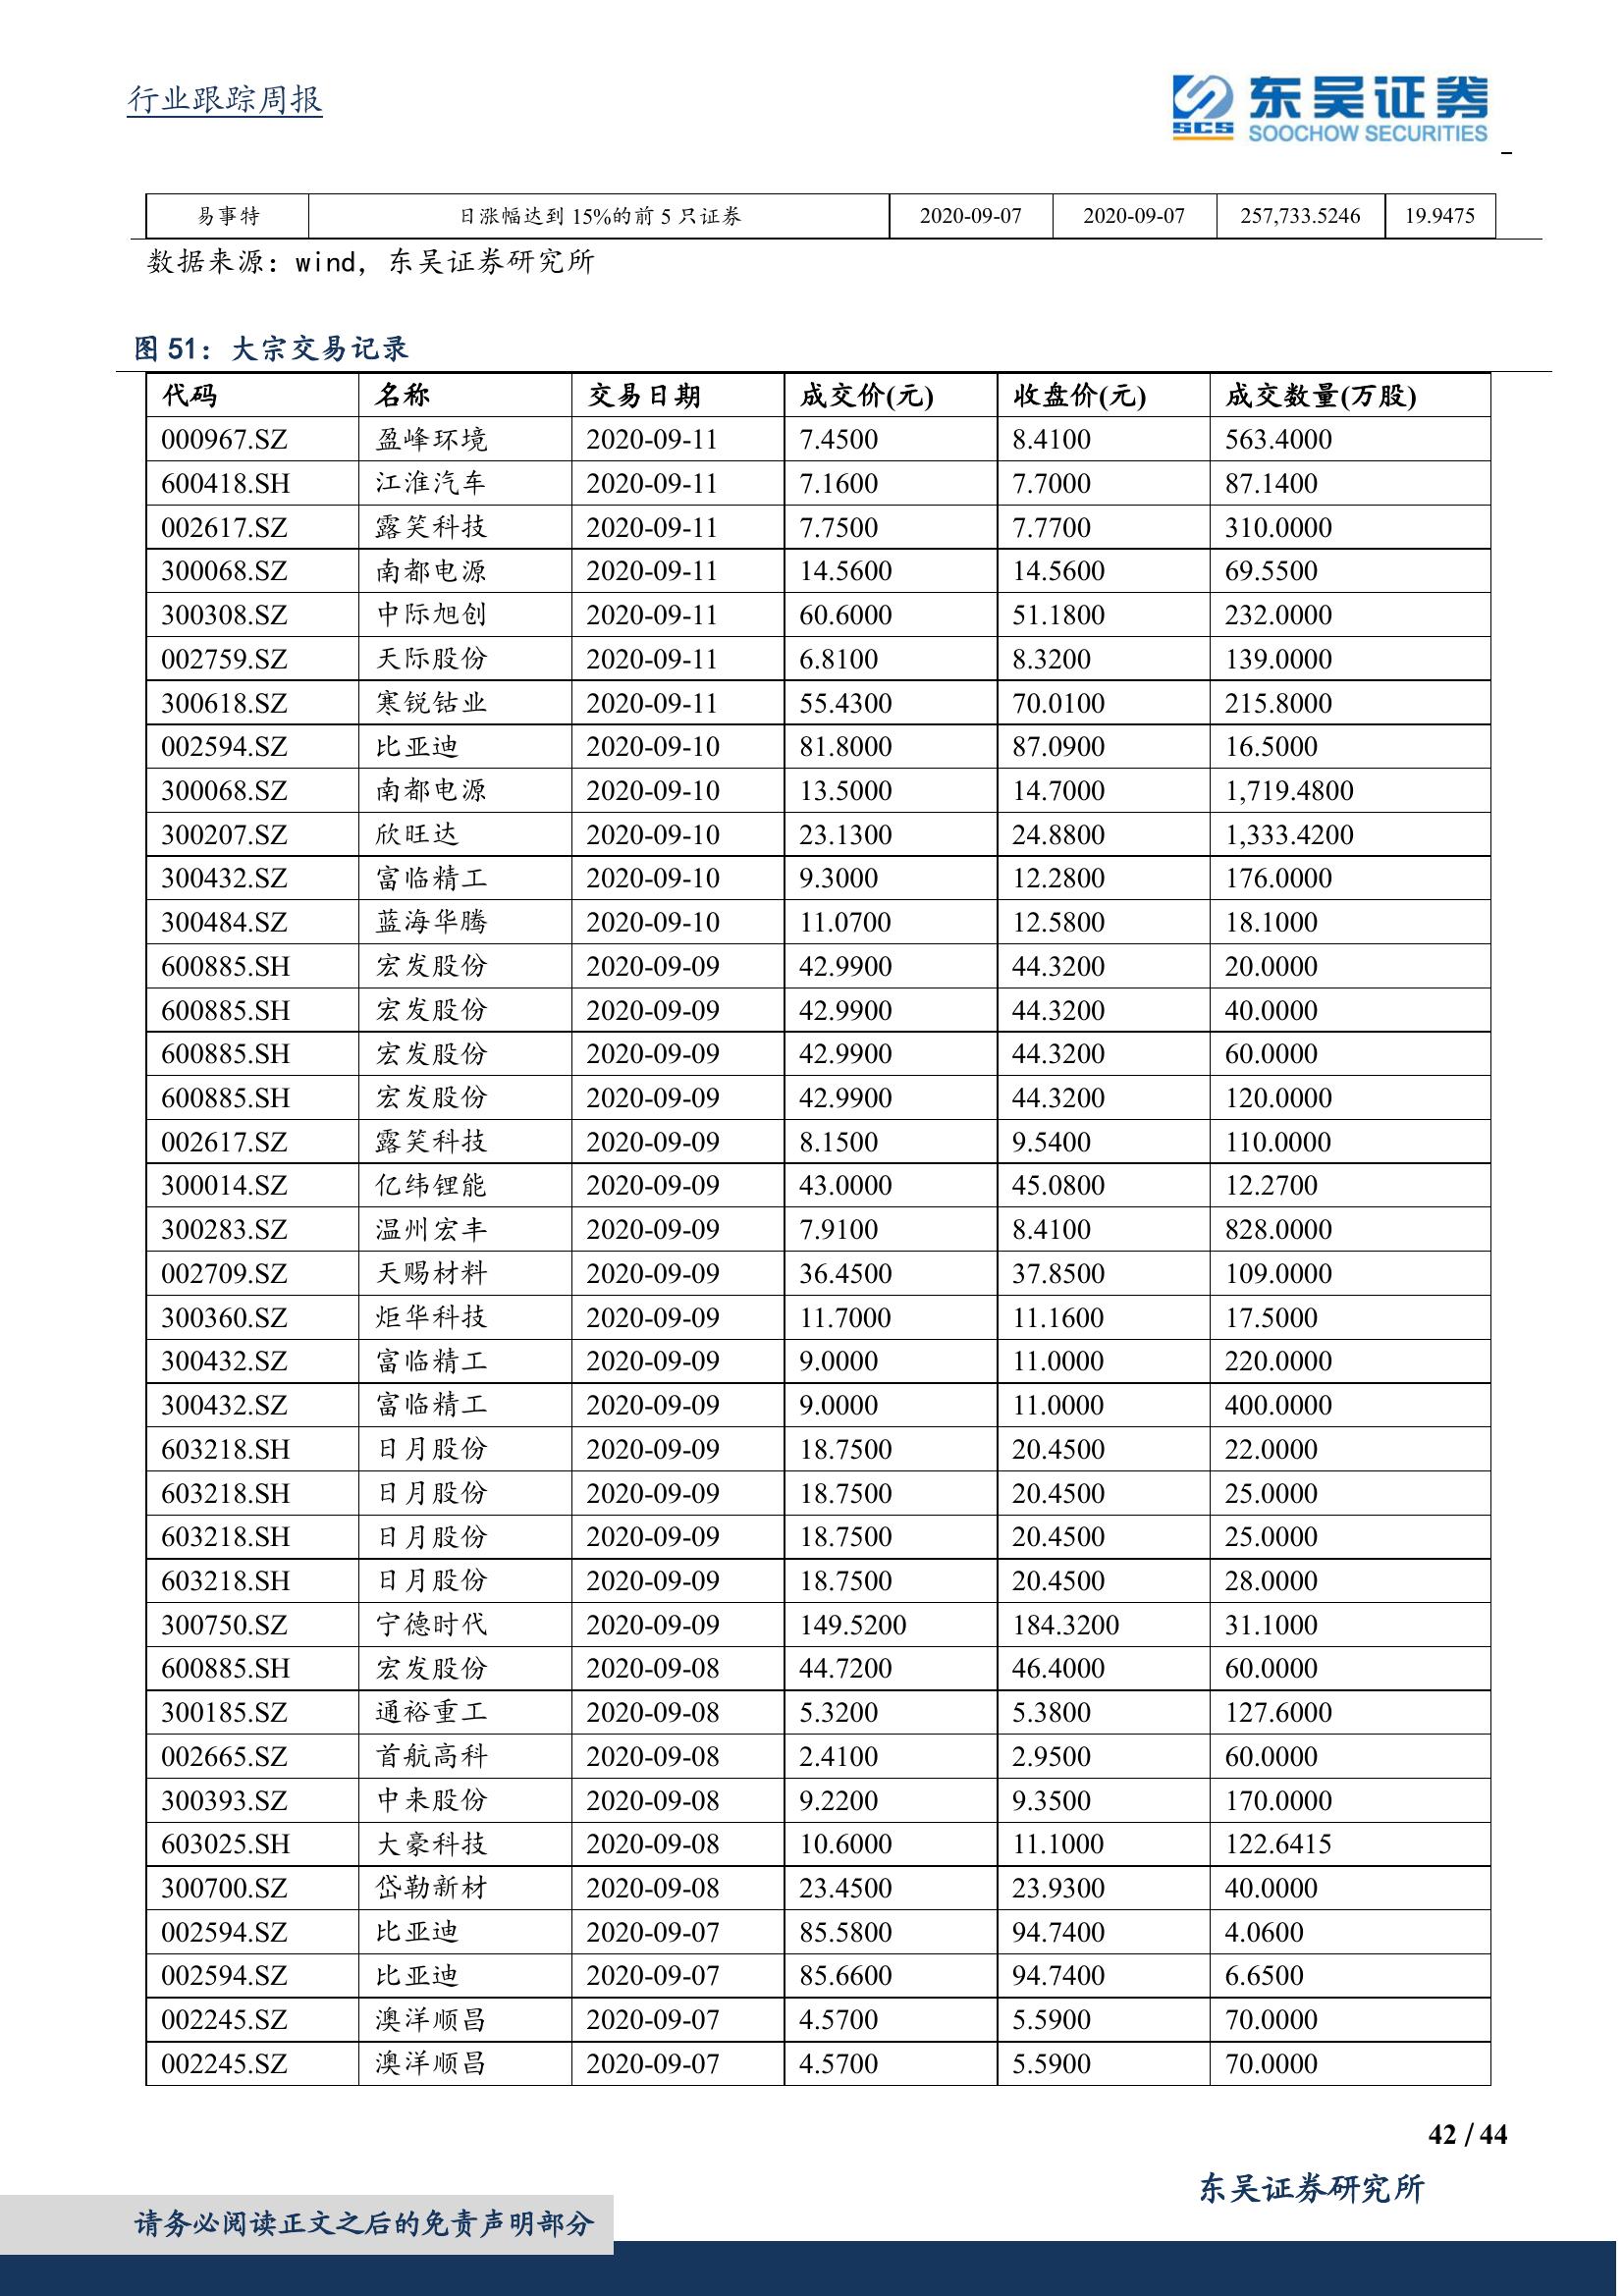 行业跟踪周报
SCS 东吴证券
SOOCHOW SECURITIES
易事特 日涨幅达到 15%的前 5 只证券 2020-09-07 2020-09-07 257,733.5246 19.9475
数据来源：wind，东吴证券研究所
图 51：大宗交易记录
代码 名称 交易日期 成交价(元) 收盘价(元) 成交数量(万股)
000967.SZ 盈峰环境 2020-09-11 7.4500 8.4100 563.4000
600418.SH 江淮汽车 2020-09-11 7.1600 7.7000 87.1400
002617.SZ 露笑科技 2020-09-11 7.7500 7.7700 310.0000
300068.SZ 南都电源 2020-09-11 14.5600 14.5600 69.5500
300308.SZ 中际旭创 2020-09-11 60.6000 51.1800 232.0000
002759.SZ 天际股份 2020-09-11 6.8100 8.3200 139.0000
300618.SZ 寒锐钴业 2020-09-11 55.4300 70.0100 215.8000
002594.SZ 比亚迪 2020-09-10 81.8000 87.0900 16.5000
300068.SZ 南都电源 2020-09-10 13.5000 14.7000 1,719.4800
300207.SZ 欣旺达 2020-09-10 23.1300 24.8800 1,333.4200
300432.SZ 富临精工 2020-09-10 9.3000 12.2800 176.0000
300484.SZ 蓝海华腾 2020-09-10 11.0700 12.5800 18.1000
600885.SH 宏发股份 2020-09-09 42.9900 44.3200 20.0000
600885.SH 宏发股份 2020-09-09 42.9900 44.3200 40.0000
600885.SH 宏发股份 2020-09-09 42.9900 44.3200 60.0000
600885.SH 宏发股份 2020-09-09 42.9900 44.3200 120.0000
002617.SZ 露笑科技 2020-09-09 8.1500 9.5400 110.0000
300014.SZ 亿纬锂能 2020-09-09 43.0000 45.0800 12.2700
300283.SZ 温州宏丰 2020-09-09 7.9100 8.4100 828.0000
002709.SZ 天赐材料 2020-09-09 36.4500 37.8500 109.0000
300360.SZ 炬华科技 2020-09-09 11.7000 11.1600 17.5000
300432.SZ 富临精工 2020-09-09 9.0000 11.0000 220.0000
300432.SZ 富临精工 2020-09-09 9.0000 11.0000 400.0000
603218.SH 日月股份 2020-09-09 18.7500 20.4500 22.0000
603218.SH 日月股份 2020-09-09 18.7500 20.4500 25.0000
603218.SH 日月股份 2020-09-09 18.7500 20.4500 25.0000
603218.SH 日月股份 2020-09-09 18.7500 20.4500 28.0000
300750.SZ 宁德时代 2020-09-09 149.5200 184.3200 31.1000
600885.SH 宏发股份 2020-09-08 44.7200 46.4000 60.0000
300185.SZ 通裕重工 2020-09-08 5.3200 5.3800 127.6000
002665.SZ 首航高科 2020-09-08 2.4100 2.9500 60.0000
300393.SZ 中来股份 2020-09-08 9.2200 9.3500 170.0000
603025.SH 大豪科技 2020-09-08 10.6000 11.1000 122.6415
300700.SZ 岱勒新材 2020-09-08 23.4500 23.9300 40.0000
002594.SZ 比亚迪 2020-09-07 85.5800 94.7400 4.0600
002594.SZ 比亚迪 2020-09-07 85.6600 94.7400 6.6500
002245.SZ 澳洋顺昌 2020-09-07 4.5700 5.5900 70.0000
002245.SZ 澳洋顺昌 2020-09-07 4.5700 5.5900 70.0000
42 / 44
东吴证券研究所
请务必阅读正文之后的免责声明部分